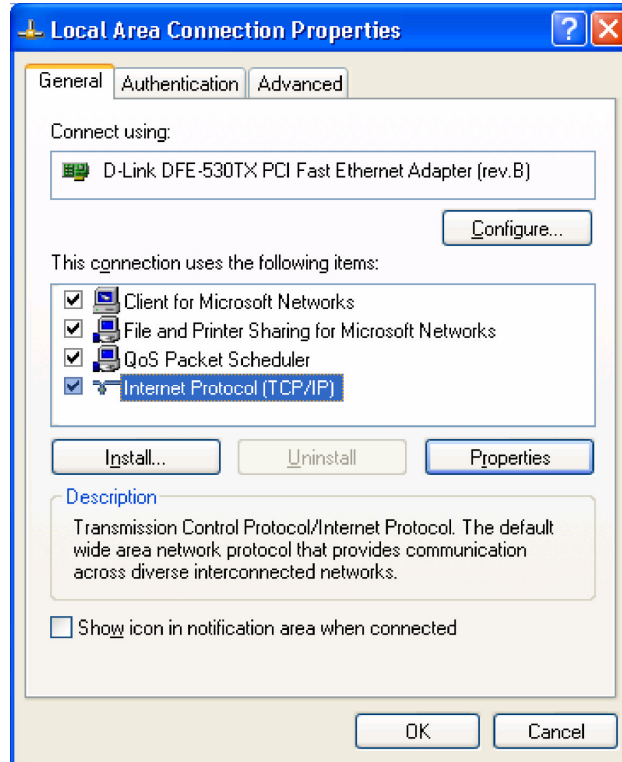 Local Area Connection Properties
General Authentication Advanced
Connect using:
D-Link DFE-530TX PCI Fast Ethernet Adapter (rev.B)
Configure...
This connection uses the following items:
Client for Microsoft Networks
File and Printer Sharing for Microsoft Networks
QoS Packet Scheduler
Internet Protocol (TCP/IP)
Install... Uninstall Properties
Description
Transmission Control Protocol/Internet Protocol. The default
wide area network protocol that provides communication
across diverse interconnected networks.
Show icon in notification area when connected
OK Cancel